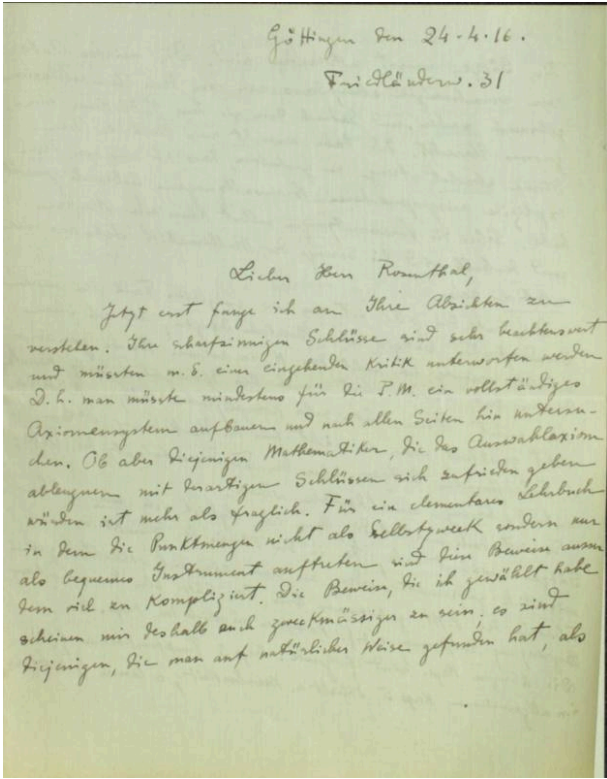 Göttingen den 24.4.16.
Friedländerw. 31
Lieber Herr Rosenthal,
Jetzt erst fange ich an Ihre Absichten zu
verstehen. Ihre scharfsinnigen Schlüsse sind sehr beachtenswert
und müssten m. E. einer eingehenden Kritik unterworfen werden
D.h. man müsste mindestens für die P.M. ein vollständiges
Axiomensystem aufbauen und nach allen Seiten hin untersu-
chen. Ob aber diejenigen Mathematiker, die das Auswahlaxiom
ableugnen mit derartigen Schlüssen sich zufrieden geben
würden ist mehr als fraglich. Für ein elementares Lehrbuch
in dem die Punktmengen nicht als Selbstzweck sondern nur
als bequemes Instrument auftreten sind diese Beweise ausser
dem viel zu kompliziert. Die Beweise, die ich gewählt habe
scheinen mir deshalb auch zweckmässiger zu sein; es sind
diejenigen, die man auf natürlicher Weise gefunden hat, als